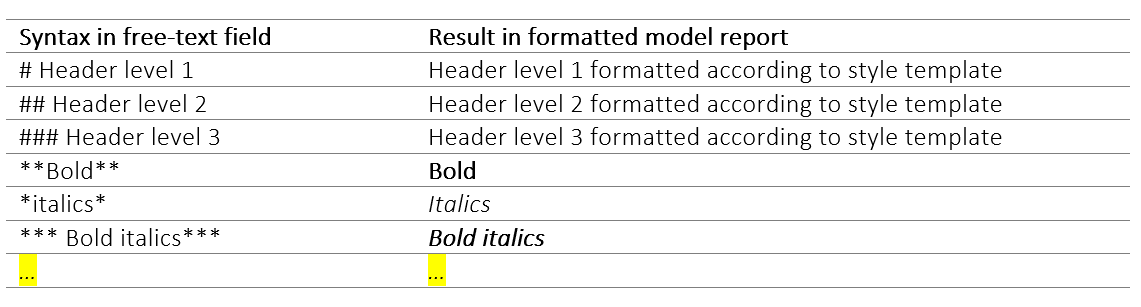 Syntax in free-text field Result in formatted model report
# Header level 1 Header level 1 formatted according to style template
## Header level 2 Header level 2 formatted according to style template
### Header level 3 Header level 3 formatted according to style template
**Bold** Bold
*italics* Italics
*** Bold italics*** Bold italics
... ...